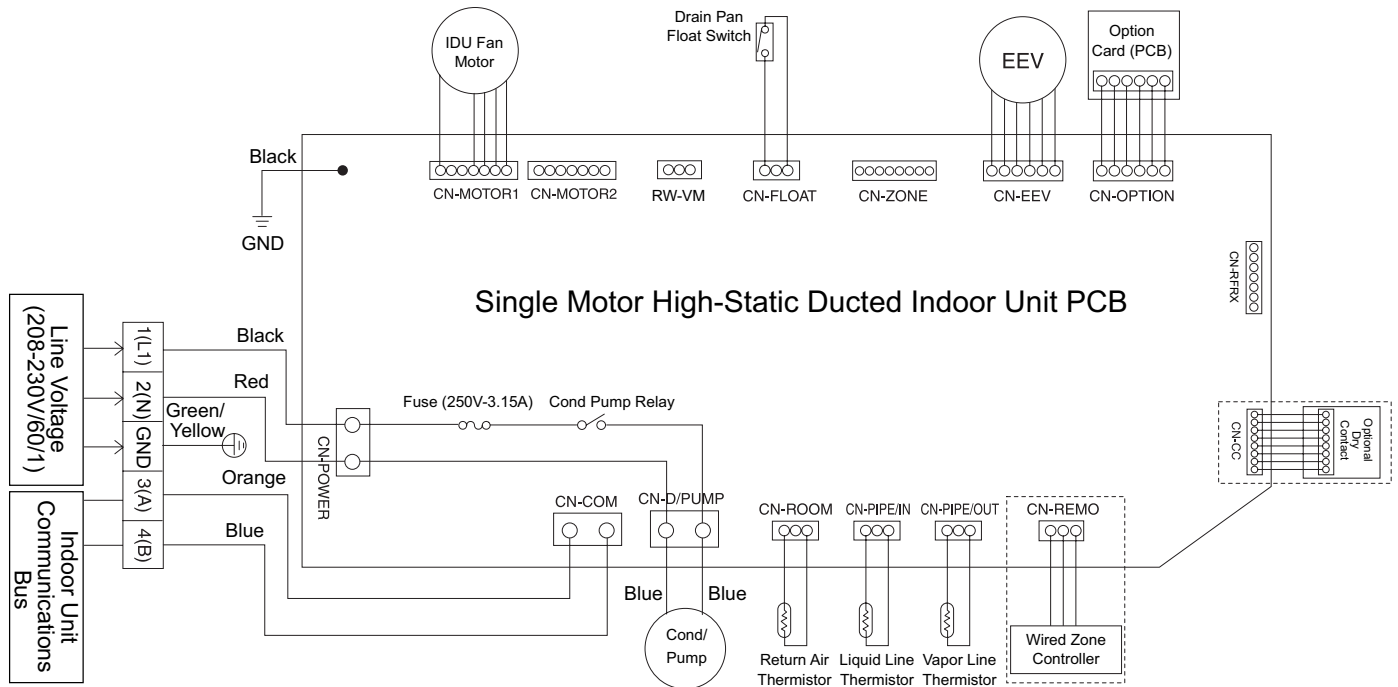 IDU Fan
Motor
Drain Pan
Float Switch
EEV
Option
Card (PCB)
Black
GND
CN-MOTOR1
CN-MOTOR2
RW-VM
CN-FLOAT
CN-ZONE
CN-EEV
CN-OPTION
CN-RFRX
Single Motor High-Static Ducted Indoor Unit PCB
Line Voltage
(208-230V/60/1)
1(L1)
2(N)
GND
3(A)
4(B)
Black
Red
Green/
Yellow
Orange
Blue
Indoor Unit
Communications
Bus
CN-POWER
Fuse (250V-3.15A)
Cond Pump Relay
CN-COM
CN-D/PUMP
CN-ROOM
CN-PIPE/IN
CN-PIPE/OUT
CN-REMO
CN-CC
Optional
Dry
Contact
Blue
Blue
Cond/
Pump
Return Air
Thermistor
Liquid Line
Thermistor
Vapor Line
Thermistor
Wired Zone
Controller